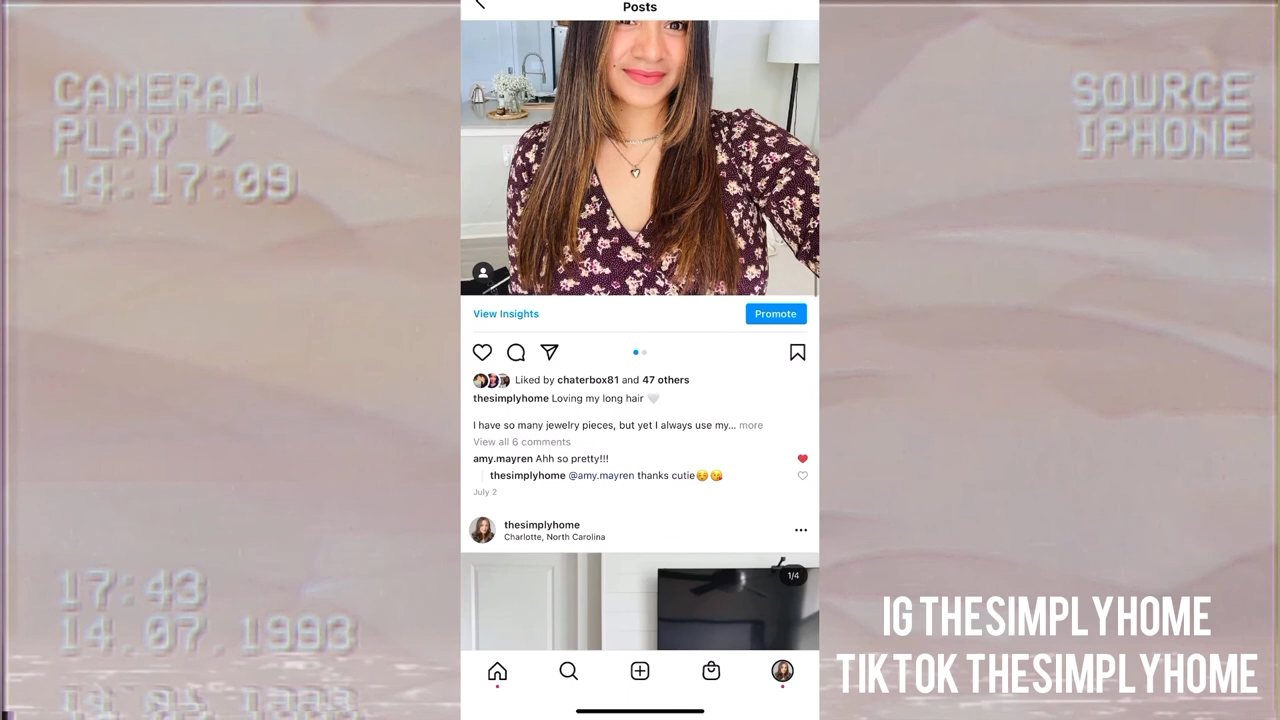 Posts
CAMERA1
PLAY
14:17:09
SOURCE
IPHONE
View Insights
Promote
Liked by chaterbox81 and 47 others
thesimplyhome Loving my long hair 🤍
I have so many jewelry pieces, but yet I always use my... more
View all 6 comments
amy.mayren Ahh so pretty!!!
thesimplyhome @amy.mayren thanks cutie☺️😘
July 2
thesimplyhome
Charlotte, North Carolina
1/4
17:43
14.07.1993
IG THESIMPLYHOME
TIKTOK THESIMPLYHOME